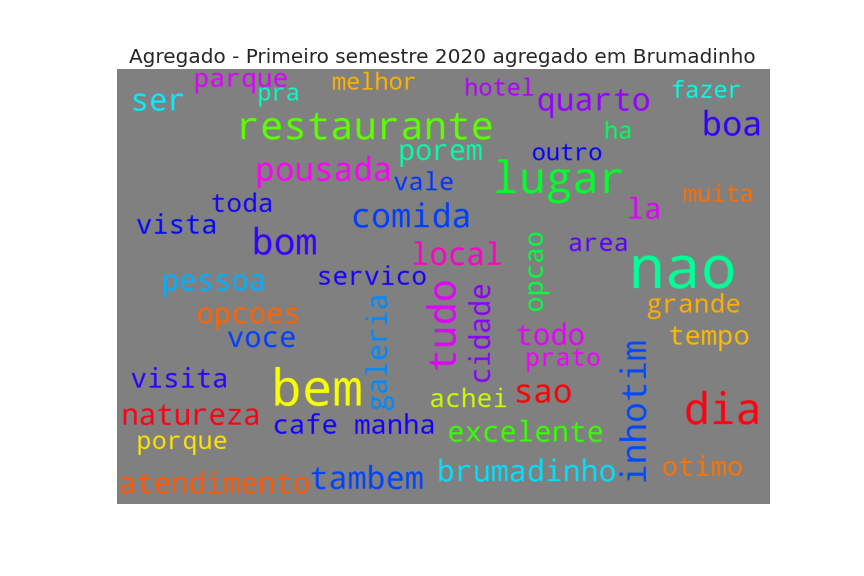 Agregado - Primeiro semestre 2020 agregado em Brumadinho
parque
melhor
hotel
fazer
ser
pra
quarto
restaurante
ha
boa
porem
outro
pousada
vale
lugar
muita
toda
la
vista
comida
bom
local
opcao
area
nao
pessoa
servico
tudo
cidade
grande
opcoes
galeria
voce
todo
tempo
prato
visita
bem
achei
sao
inhotim
dia
natureza
cafe manha
porque
excelente
atendimento
tambem
brumadinho
otimo